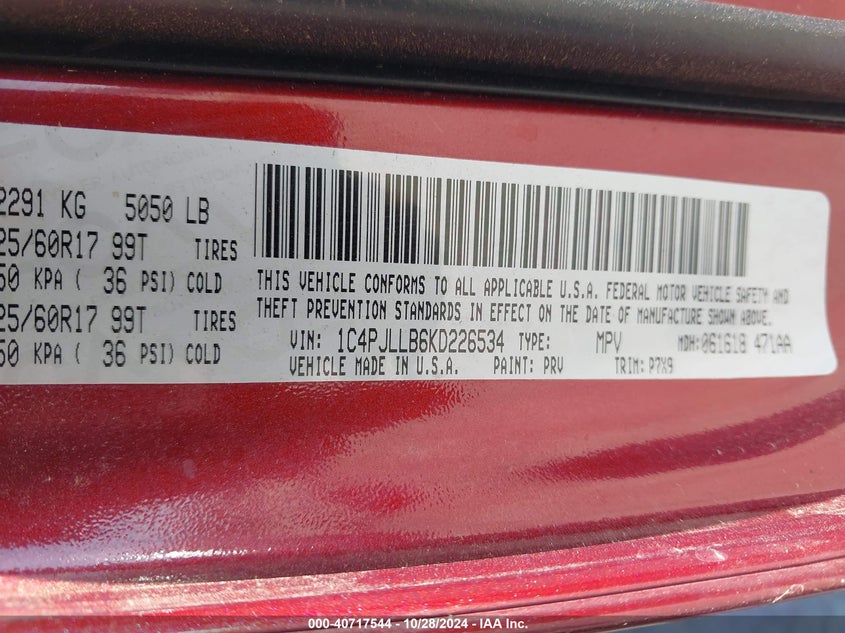 2291 KG 5050 LB
25/60R17 99T TIRES
50 KPA ( 36 PSI) COLD
25/60R17 99T TIRES
50 KPA ( 36 PSI) COLD
THIS VEHICLE CONFORMS TO ALL APPLICABLE U.S.A. FEDERAL MOTOR VEHICLE SAFETY AND
THEFT PREVENTION STANDARDS IN EFFECT ON THE DATE OF MANUFACTURE SHOWN ABOVE.
VIN: 1C4PJLLB6KD226534 TYPE: MPV MDH: 061618 471AA
VEHICLE MADE IN U.S.A. PAINT: PRV TRIM: P7X9
000-40717544 | 10/28/2024 - IAA Inc.